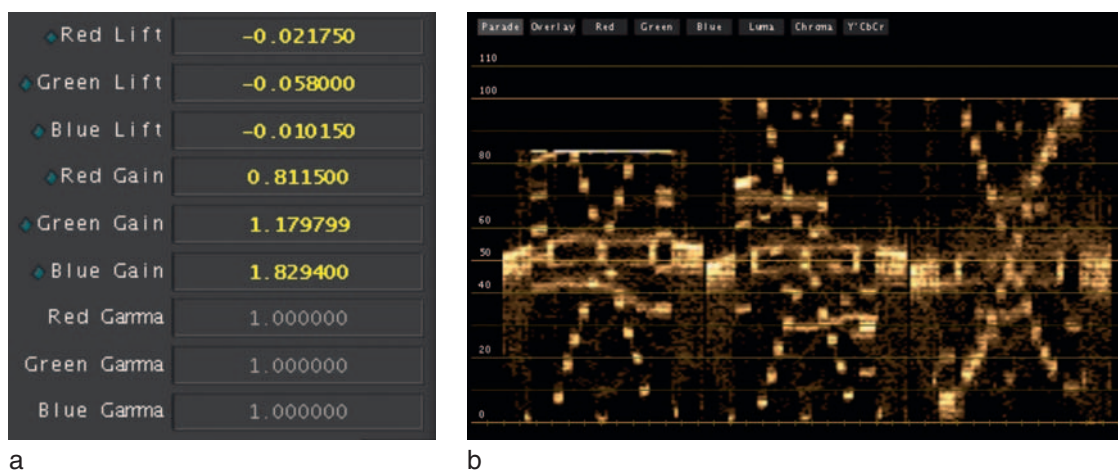 Red Lift -0.021750
Green Lift -0.058000
Blue Lift -0.010150
Red Gain 0.811500
Green Gain 1.179799
Blue Gain 1.829400
Red Gamma 1.000000
Green Gamma 1.000000
Blue Gamma 1.000000
a
Parade Overlay Red Green Blue Luma Chroma Y'CbCr
110
100
80
60
50
40
20
0
b